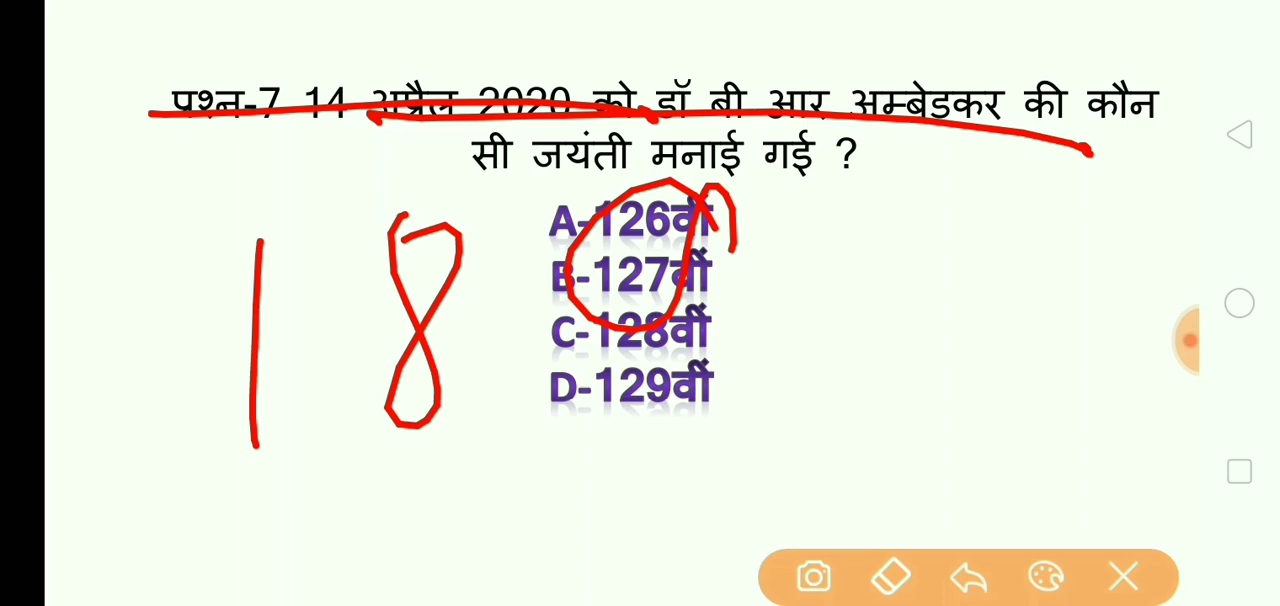 प्रश्न-7 14 अप्रैल 2020 को डॉ बी आर अम्बेडकर की कौन
सी जयंती मनाई गई ?
A-126वीं
B-127वीं
C-128वीं
D-129वीं
18